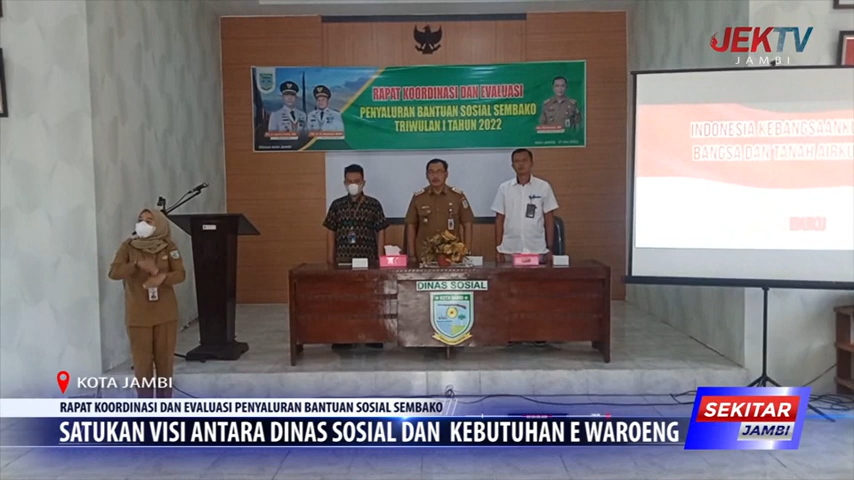 JEKTV
JAMBI
RAPAT KOORDINASI DAN EVALUASI
PENYALURAN BANTUAN SOSIAL SEMBAKO
TRIWULAN I TAHUN 2022
INDONESIA KEBANGSAANKU
BANGSA DAN TANAH AIRKU
DINAS SOSIAL
KOTA JAMBI
KOTA JAMBI
RAPAT KOORDINASI DAN EVALUASI PENYALURAN BANTUAN SOSIAL SEMBAKO
SATUKAN VISI ANTARA DINAS SOSIAL DAN KEBUTUHAN E WAROENG
SEKITAR
JAMBI